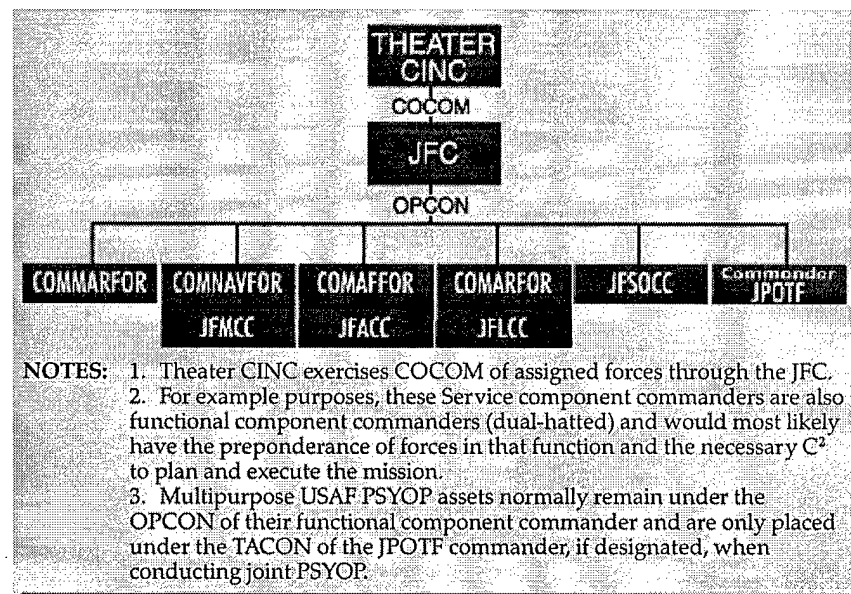 THEATER
CINC
COCOM
JFC
OPCON
COMMARFOR COMNAVFOR COMAFFOR COMARFOR JFSOCC Commander
JPOTF
JFMCC JFACC JFLCC
NOTES: 1. Theater CINC exercises COCOM of assigned forces through the JFC.
2. For example purposes, these Service component commanders are also
functional component commanders (dual-hatted) and would most likely
have the preponderance of forces in that function and the necessary C²
to plan and execute the mission.
3. Multipurpose USAF PSYOP assets normally remain under the
OPCON of their functional component commander and are only placed
under the TACON of the JPOTF commander, if designated, when
conducting joint PSYOP.